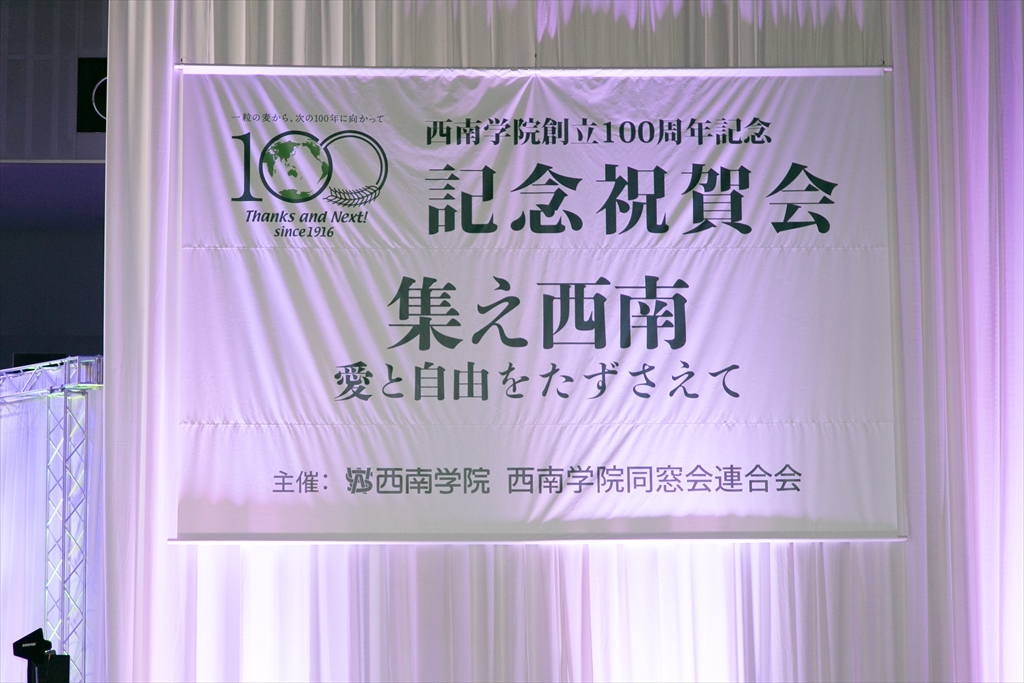 一粒の麦から、次の100年に向かって
100
Thanks and Next!
since 1916
西南学院創立100周年記念
記念祝賀会
集え西南
愛と自由をたずさえて
主催：西南学院 西南学院同窓会連合会